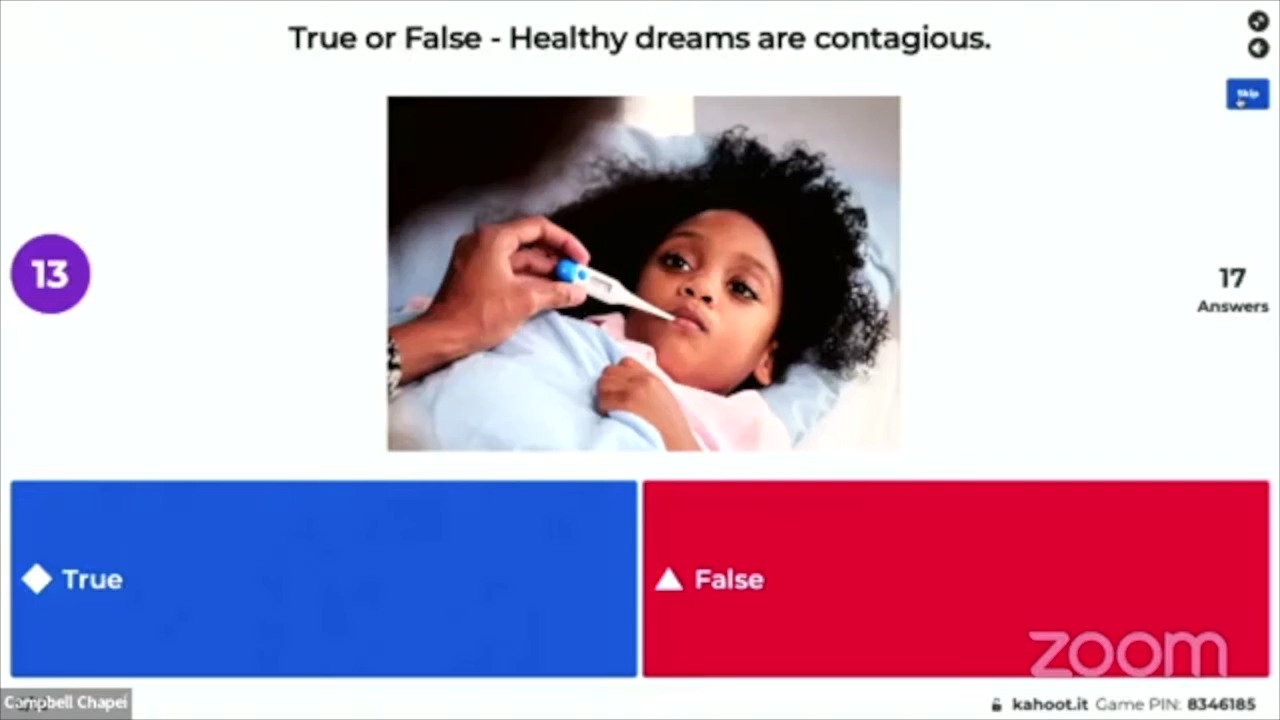 True or False - Healthy dreams are contagious.
Skip
13
17
Answers
True
False
zoom
Campbell Chapel
kahoot.it Game PIN: 8346185